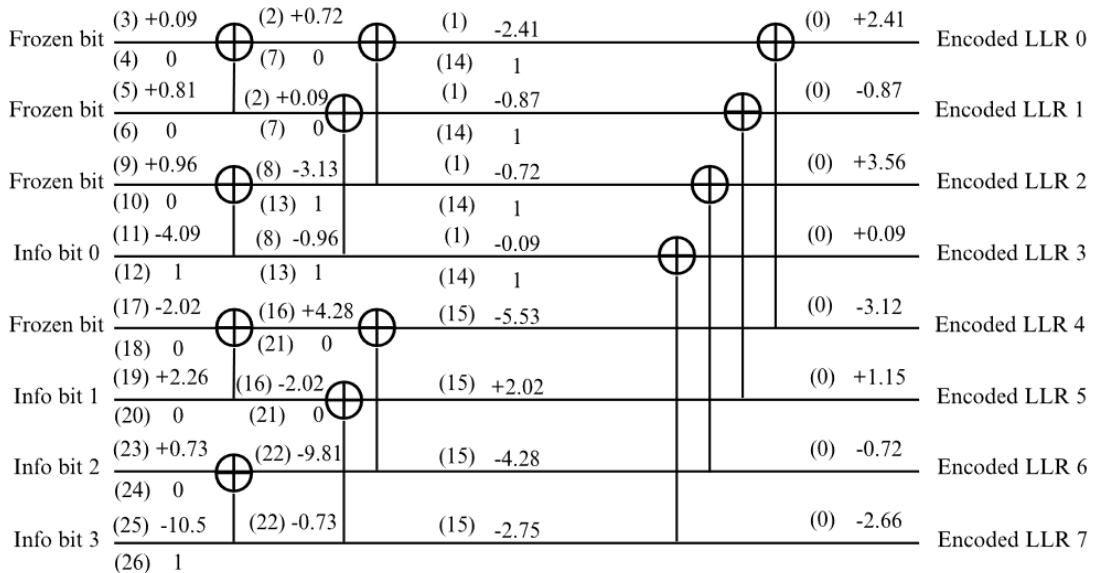 (3) +0.09 (2) +0.72 (1) -2.41 (0) +2.41
Frozen bit Encoded LLR 0
(4) 0 (7) 0 (14) 1
(5) +0.81 (2) +0.09 (1) -0.87 (0) -0.87
Frozen bit Encoded LLR 1
(6) 0 (7) 0 (14) 1
(9) +0.96 (8) -3.13 (1) -0.72 (0) +3.56
Frozen bit Encoded LLR 2
(10) 0 (13) 1 (14) 1
(11) -4.09 (8) -0.96 (1) -0.09 (0) +0.09
Info bit 0 Encoded LLR 3
(12) 1 (13) 1 (14) 1
(17) -2.02 (16) +4.28 (15) -5.53 (0) -3.12
Frozen bit Encoded LLR 4
(18) 0 (21) 0
(19) +2.26 (16) -2.02 (15) +2.02 (0) +1.15
Info bit 1 Encoded LLR 5
(20) 0 (21) 0
(23) +0.73 (22) -9.81 (15) -4.28 (0) -0.72
Info bit 2 Encoded LLR 6
(24) 0
(25) -10.5 (22) -0.73 (15) -2.75 (0) -2.66
Info bit 3 Encoded LLR 7
(26) 1